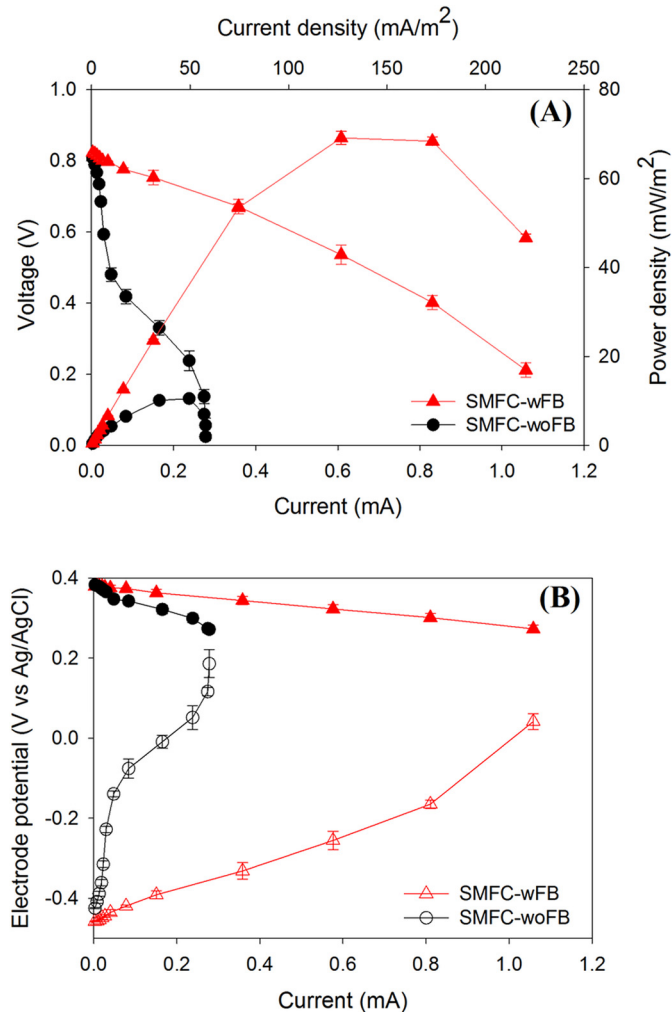 Current density (mA/m2)
0 50 100 150 200 250
(A)
1.0 80
0.8
60
0.6
40
0.4
20
0.2
0.0 0
Voltage (V)
Power density (mW/m2)
SMFC-wFB
SMFC-woFB
0.0 0.2 0.4 0.6 0.8 1.0 1.2
Current (mA)
(B)
0.4
0.2
0.0
-0.2
-0.4
Electrode potential (V vs Ag/AgCl)
SMFC-wFB
SMFC-woFB
0.0 0.2 0.4 0.6 0.8 1.0 1.2
Current (mA)